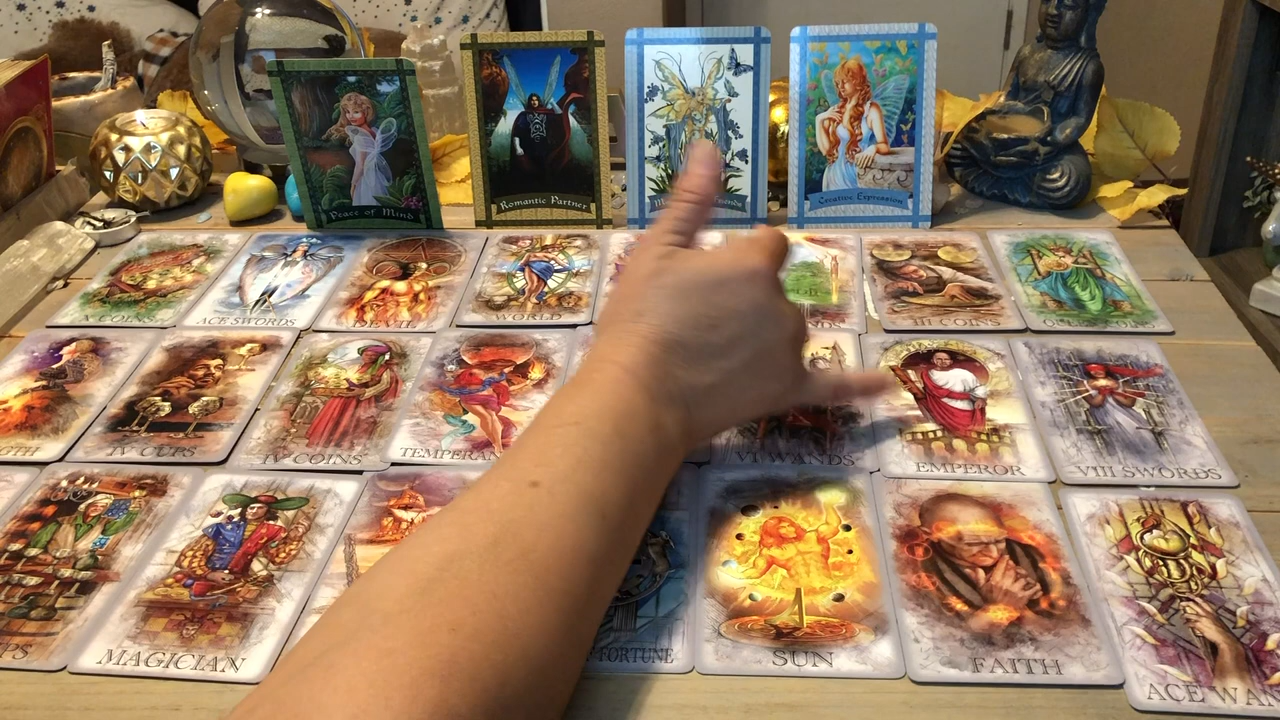 Peace of Mind
Romantic Partner
Creative Expression
X COINS
ACE SWORDS
DEVIL
WORLD
III COINS
IV CUPS
IV COINS
VI WANDS
EMPEROR
VIII SWORDS
MAGICIAN
FORTUNE
SUN
FAITH
ACE WAN